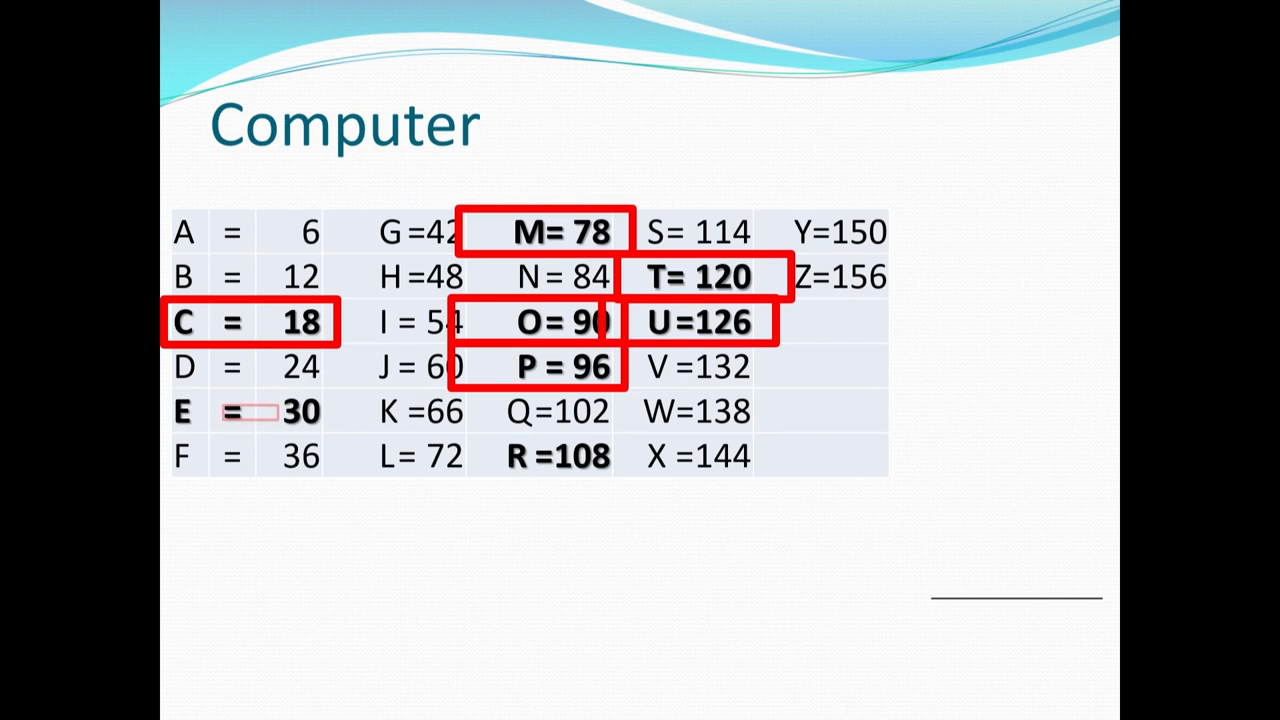 Computer
A = 6 G =42 M= 78 S= 114 Y=150
B = 12 H =48 N = 84 T= 120 Z=156
C = 18 I = 54 O= 90 U =126
D = 24 J = 60 P = 96 V =132
E = 30 K =66 Q=102 W=138
F = 36 L= 72 R =108 X =144